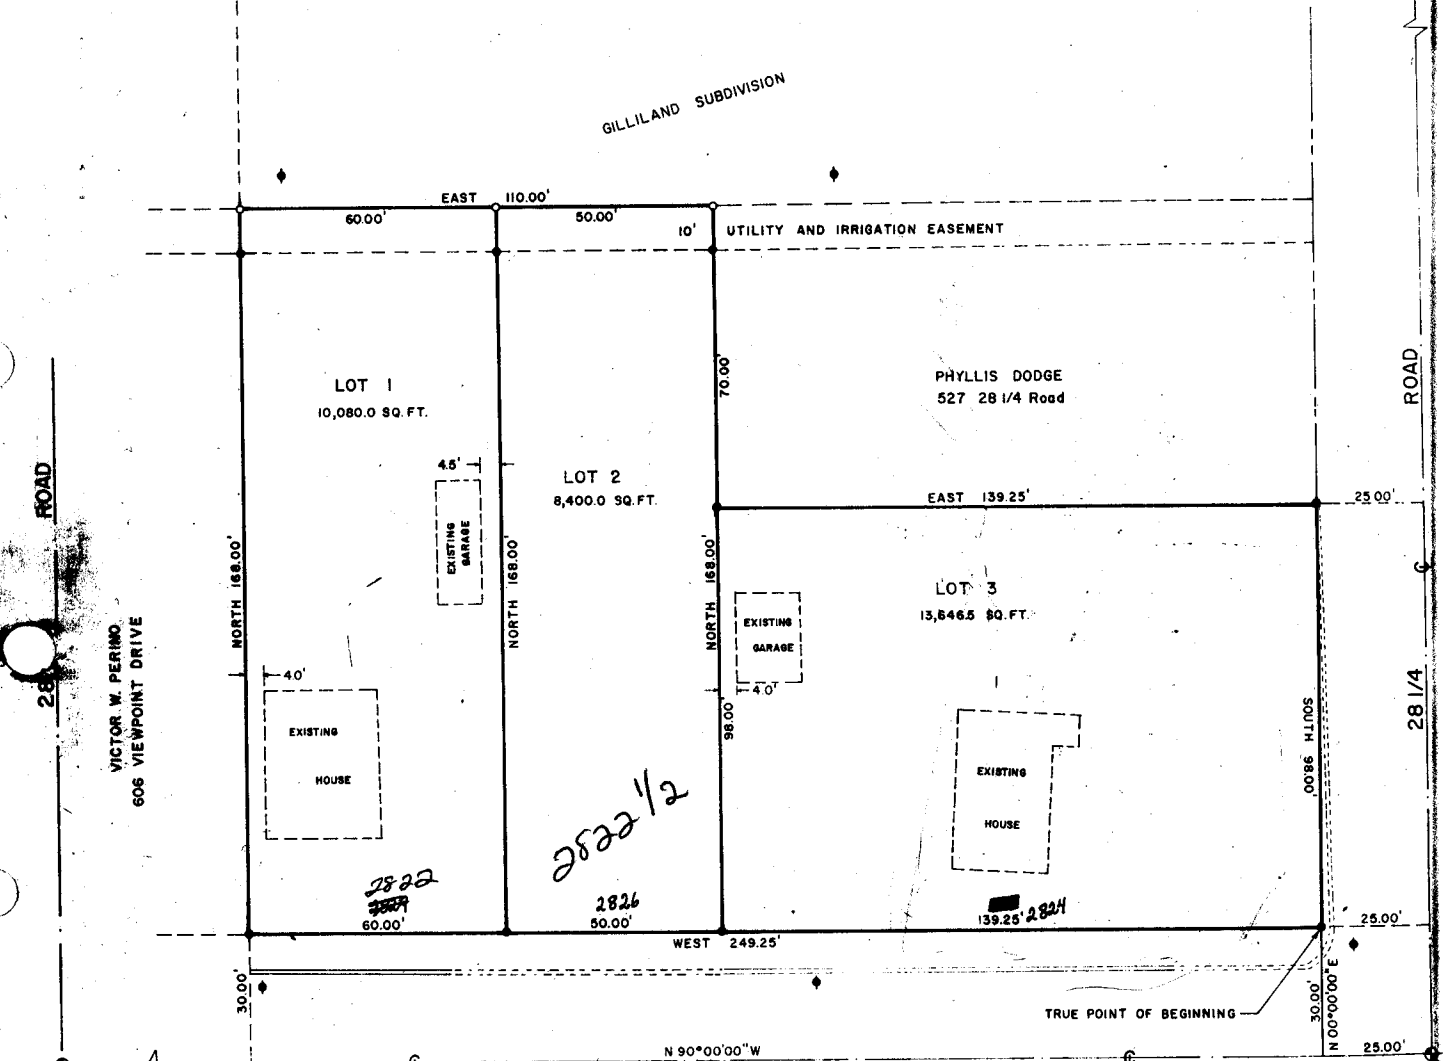 GILLILAND SUBDIVISION
EAST 110.00'
60.00'
50.00'
10' UTILITY AND IRRIGATION EASEMENT
LOT 1
10,080.0 SQ. FT.
70.00'
PHYLLIS DODGE
527 28 1/4 Road
ROAD
ROAD
4.5'
LOT 2
8,400.0 SQ. FT.
EAST 139.25'
25.00'
EXISTING
GARAGE
NORTH 168.00'
NORTH 168.00'
NORTH 168.00'
LOT 3
13,646.5 SQ. FT.
EXISTING
GARAGE
VICTOR W. PERINO
606 VIEWPOINT DRIVE
28
4.0'
4.0'
98.00'
SOUTH 98.00'
28 1/4
EXISTING
HOUSE
EXISTING
HOUSE
2822 1/2
2822
60.00'
2826
50.00'
139.25' 2824
25.00'
WEST 249.25'
30.00'
30.00'
N 00°00'00" E
TRUE POINT OF BEGINNING
N 90°00'00" W
25.00'